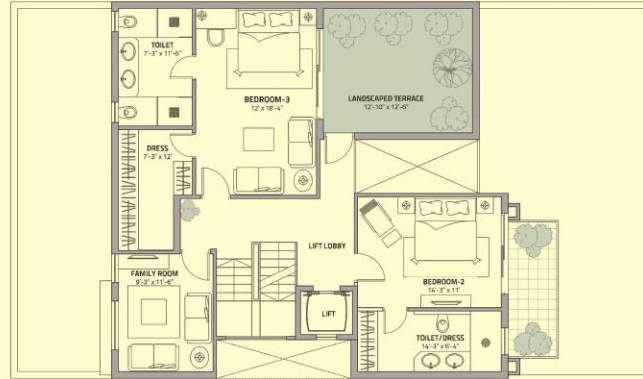 TOILET
7'-3" x 11'-6"
BEDROOM-3
12' x 18'-4"
LANDSCAPED TERRACE
12'-10" x 12'-6"
DRESS
7'-3" x 12'
LIFT LOBBY
FAMILY ROOM
9'-3" x 11'-6"
BEDROOM-2
14'-3" x 11'
LIFT
TOILET/DRESS
14'-3" x 6'-4"